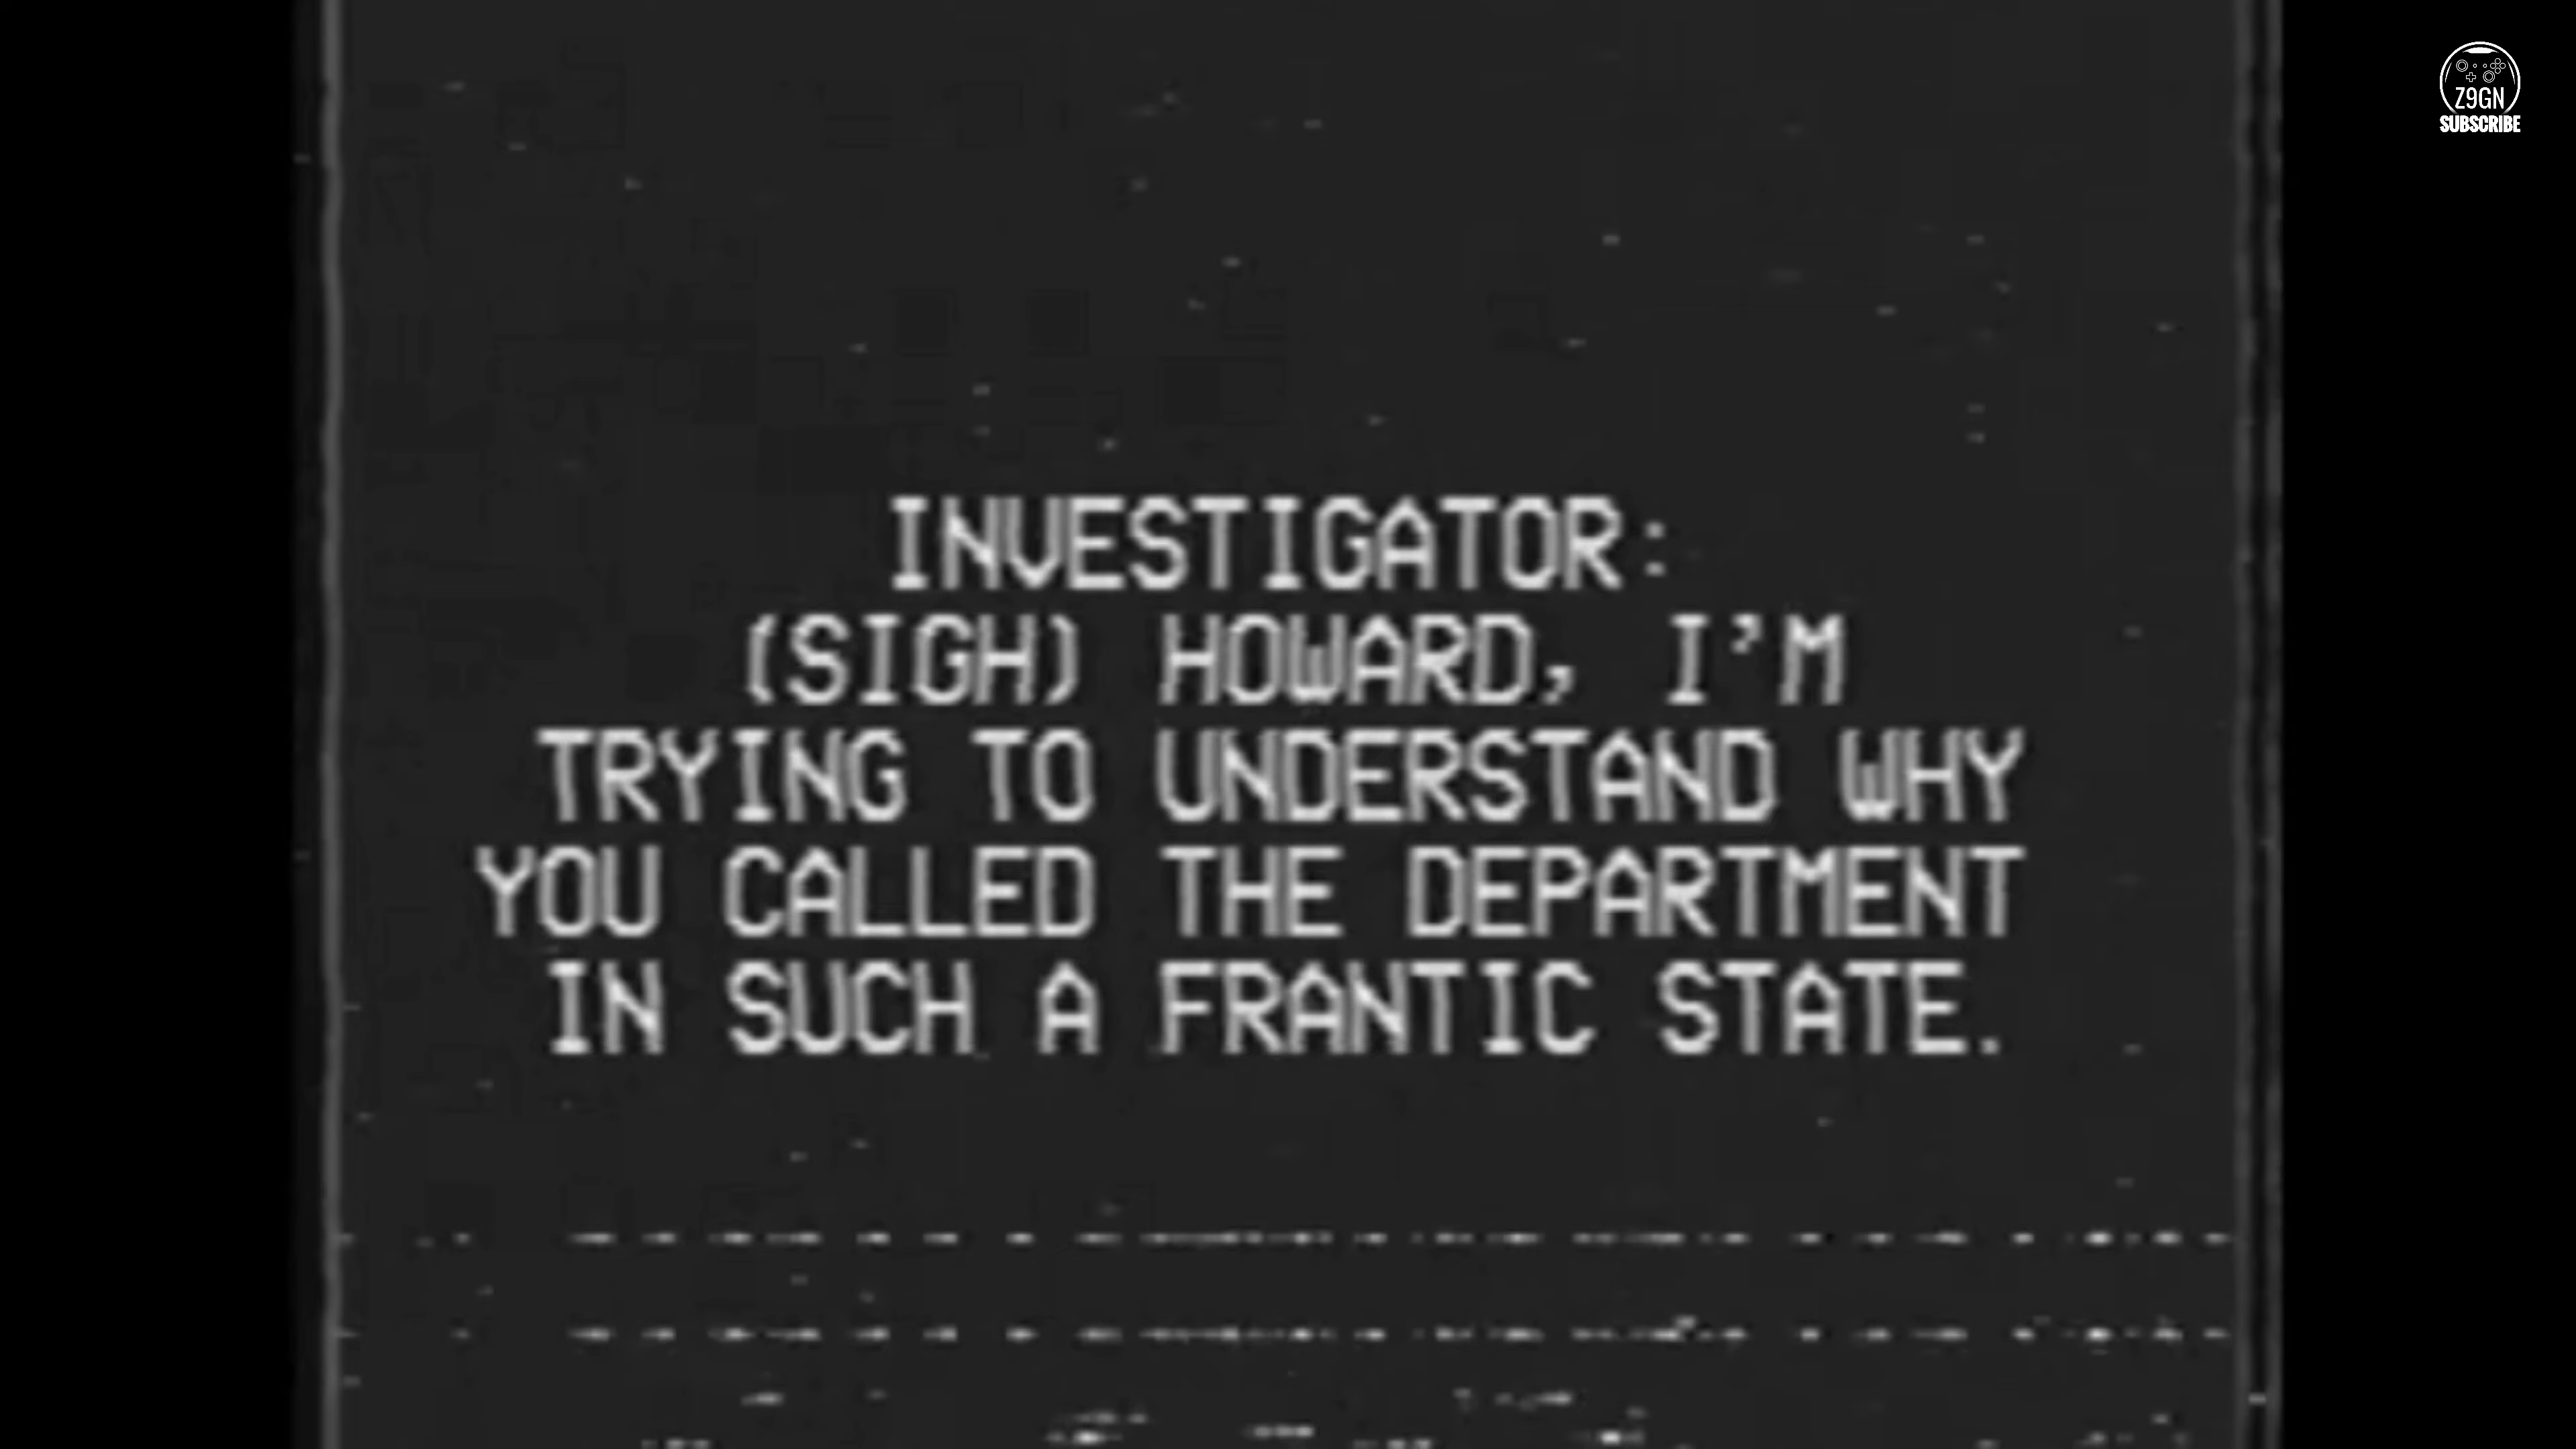 Z9GN
SUBSCRIBE
INVESTIGATOR:
(SIGH) HOWARD, I'M
TRYING TO UNDERSTAND WHY
YOU CALLED THE DEPARTMENT
IN SUCH A FRANTIC STATE.